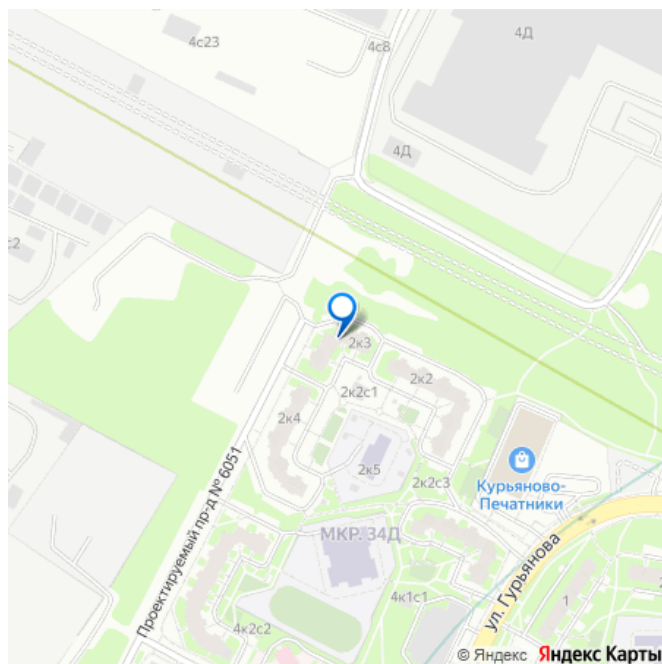 4с23
4с8
4Д
4Д
с2
2к3
2к2
2к2с1
2к4
2к5
2к2с3
Курьяново-
Печатники
Проектируемый пр-д № 6051
МКР. 34Д
ул. Гурьянова
4к1с1
1
4к2с2
© Яндекс Яндекс Карты